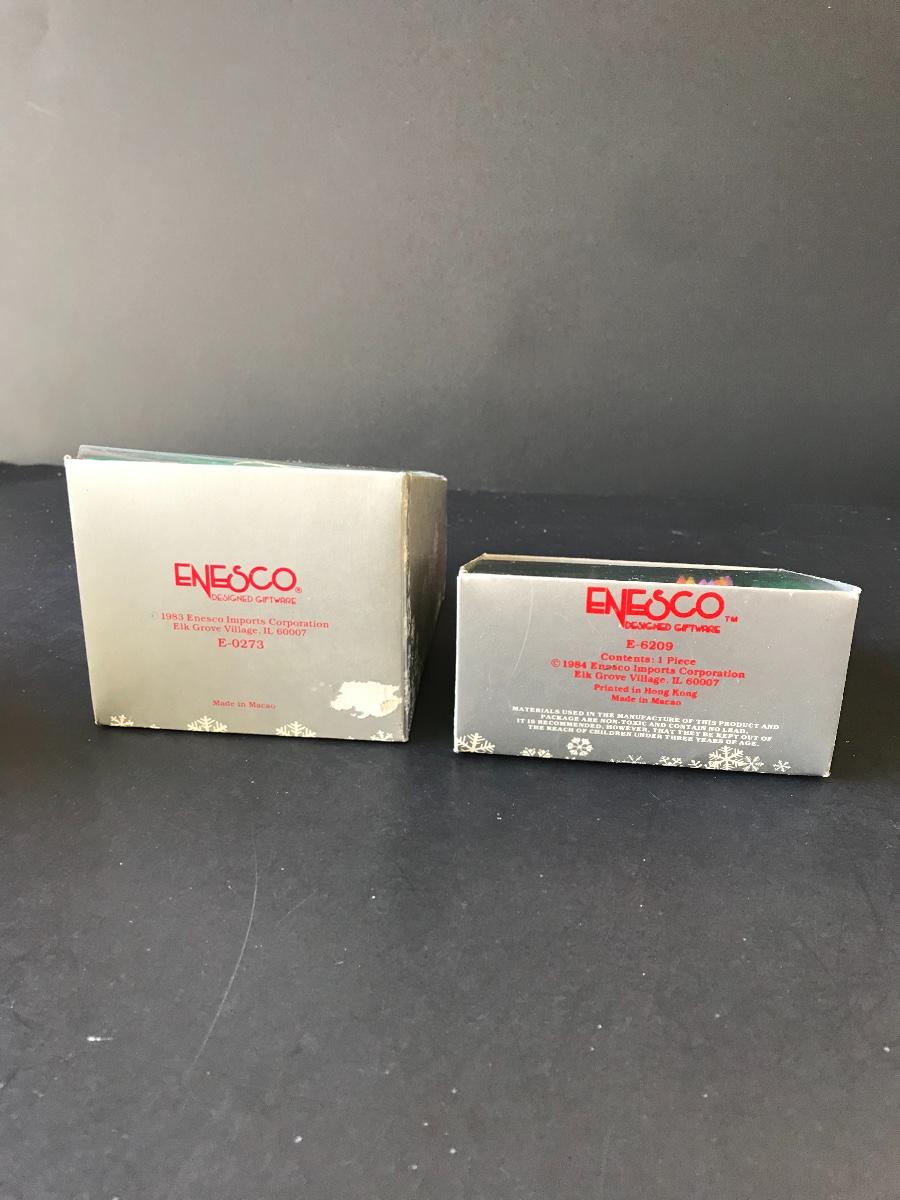 ENESCO®
DESIGNED GIFTWARE
© 1983 Enesco Imports Corporation
Elk Grove Village, IL 60007
E-0273
Made in Macao
ENESCO™
DESIGNED GIFTWARE
E-6209
Contents: 1 Piece
© 1984 Enesco Imports Corporation
Elk Grove Village, IL 60007
Printed in Hong Kong
Made in Macao
MATERIALS USED IN THE MANUFACTURE OF THIS PRODUCT AND
PACKAGE ARE NON-TOXIC AND CONTAIN NO LEAD.
IT IS RECOMMENDED, HOWEVER, THAT THEY BE KEPT OUT OF
THE REACH OF CHILDREN UNDER THREE YEARS OF AGE.